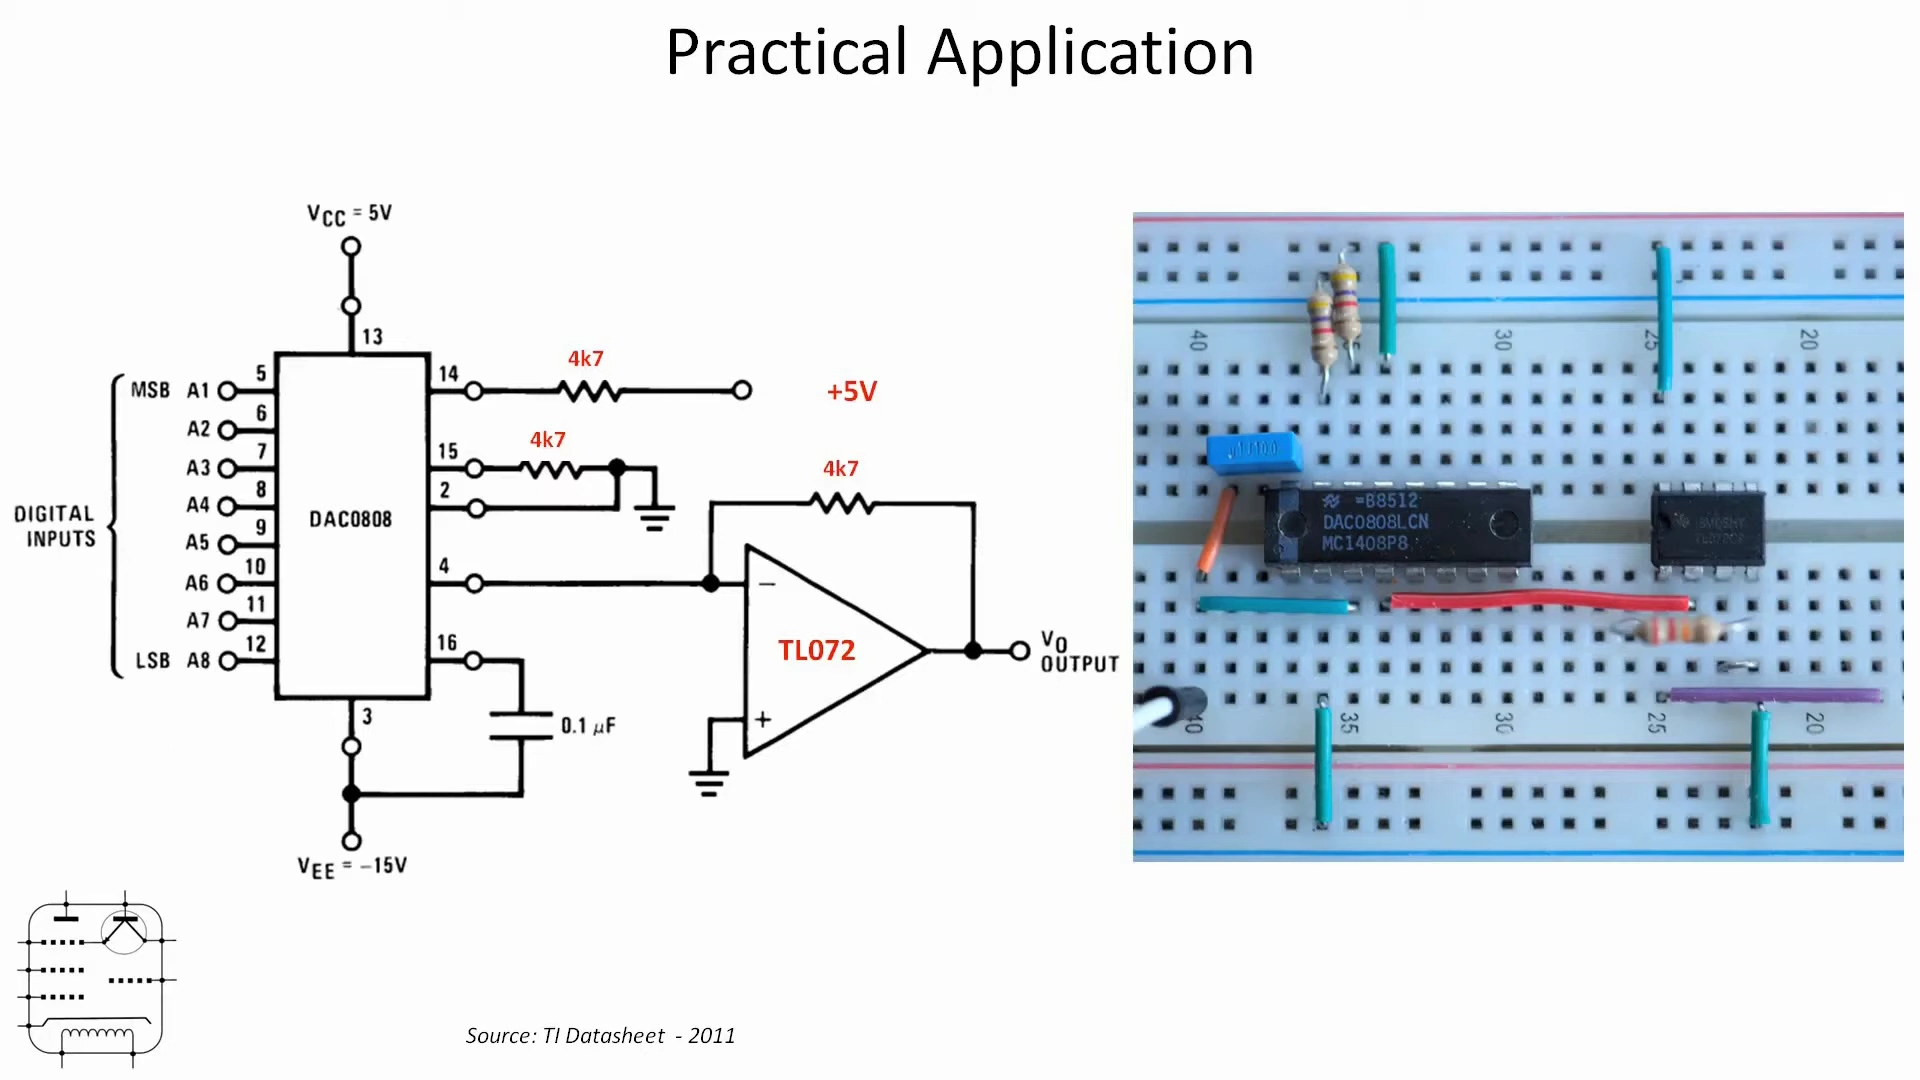 Practical Application
VCC = 5V
13
4k7
14
+5V
MSB A1 5
A2 6
4k7
15
A3 7
4k7
2
A4 8
DIGITAL
INPUTS
DAC0808
A5 9
A6 10
4
−
A7 11
TL072
VO
OUTPUT
LSB A8 12
16
3
0.1 µF
+
VEE = −15V
40
30
25
20
=B8512
DAC0808LCN
MC1408P8
35
30
25
20
Source: TI Datasheet - 2011